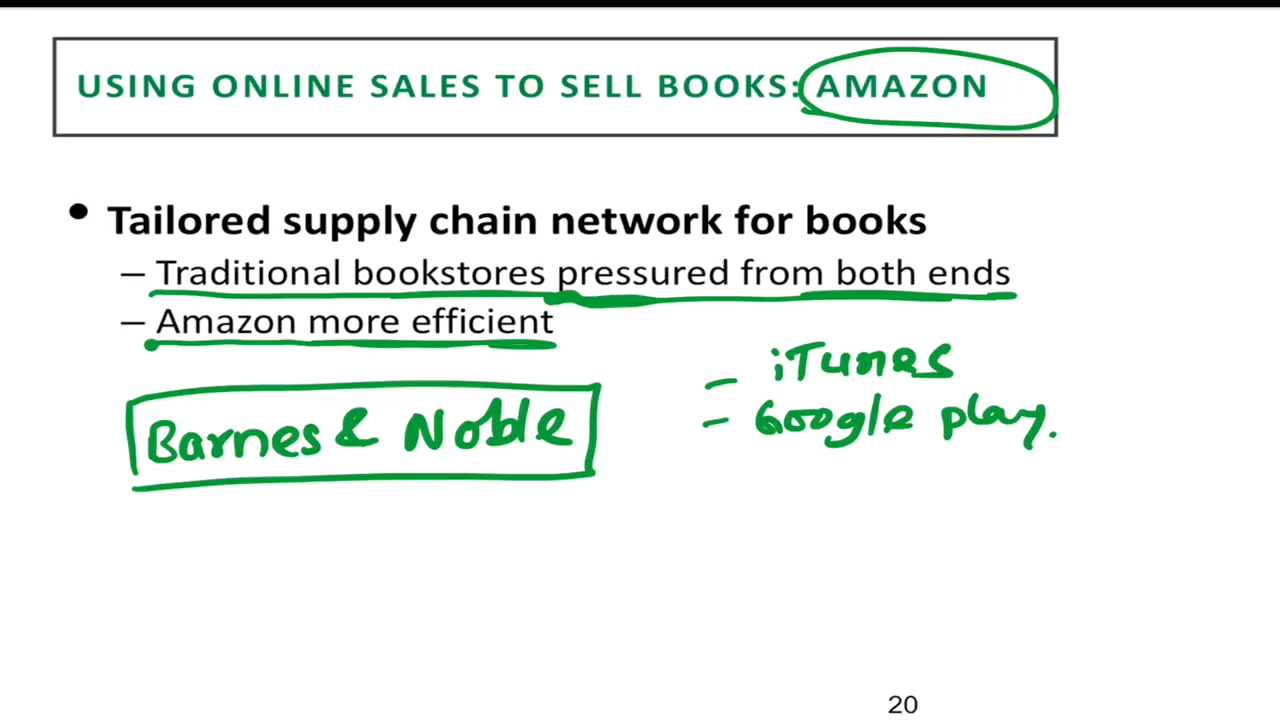 USING ONLINE SALES TO SELL BOOKS: AMAZON
• Tailored supply chain network for books
– Traditional bookstores pressured from both ends
– Amazon more efficient
– iTunes
– Google play.
Barnes & Noble
20